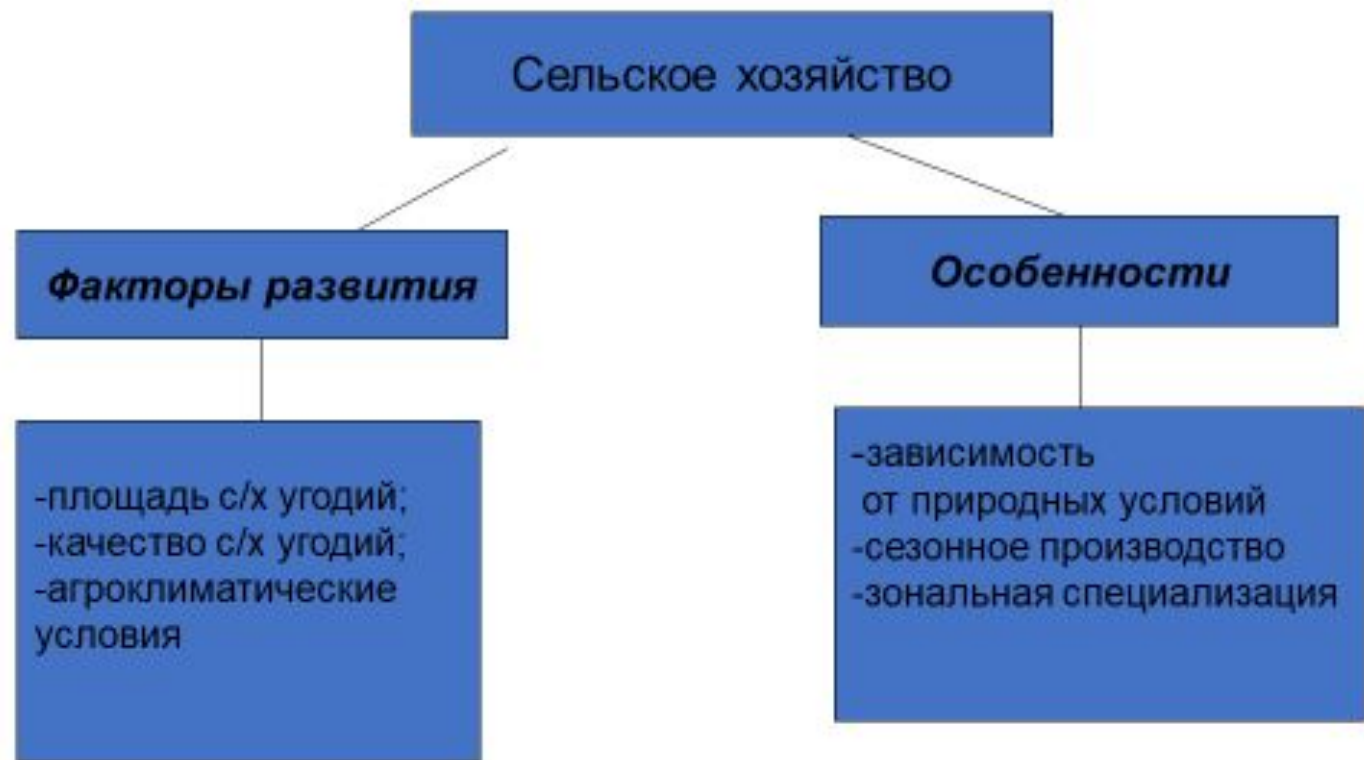 Сельское хозяйство
Факторы развития
Особенности
-площадь с/х угодий;
-качество с/х угодий;
-агроклиматические
условия
-зависимость
от природных условий
-сезонное производство
-зональная специализация